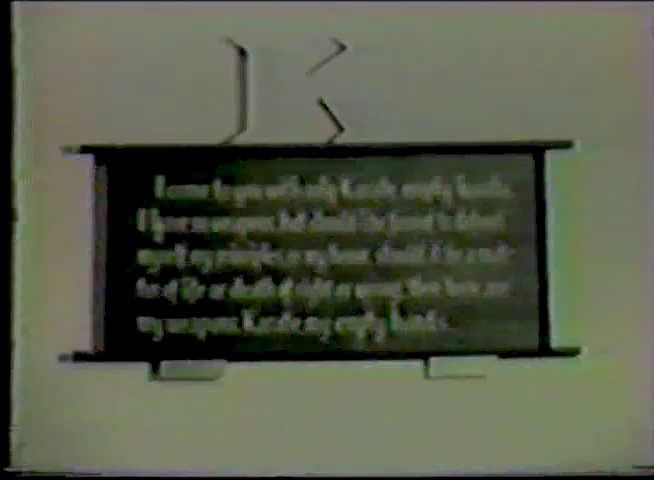 I come to you with only Karate, empty hands.
I have no weapons, but should I be forced to defend
myself, my principles or my honor, should it be a mat-
ter of life or death, of right or wrong, then here are
my weapons, Karate, my empty hands.